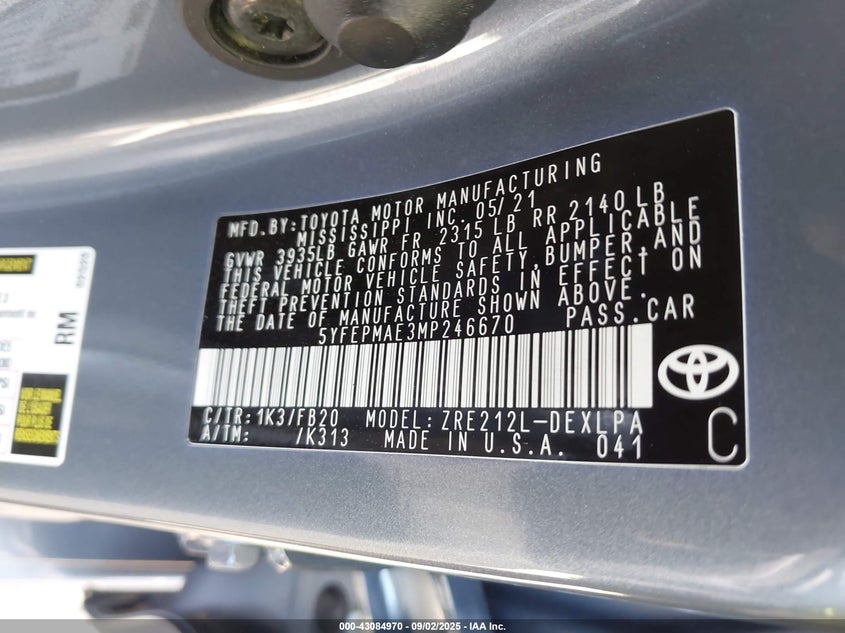 MFD. BY: TOYOTA MOTOR MANUFACTURING
MISSISSIPPI INC. 05/21
GVWR 3935LB GAWR FR 2315 LB RR 2140 LB
THIS VEHICLE CONFORMS TO ALL APPLICABLE
FEDERAL MOTOR VEHICLE SAFETY, BUMPER, AND
THEFT PREVENTION STANDARDS IN EFFECT ON
THE DATE OF MANUFACTURE SHOWN ABOVE.
5YFEPMAE3MP246670 PASS. CAR
C/TR: 1K3/FB20 MODEL: ZRE212L-DEXLPA
A/TM: /K313 MADE IN U.S.A. 041
C
RM
000-43084970 - 09/02/2025 - IAA Inc.